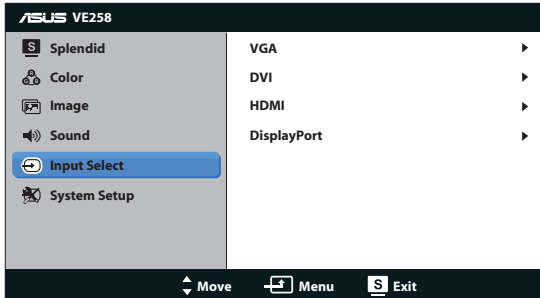 ASUS VE258
S Splendid
Color
Image
Sound
Input Select
System Setup
VGA
DVI
HDMI
DisplayPort
Move Menu S Exit